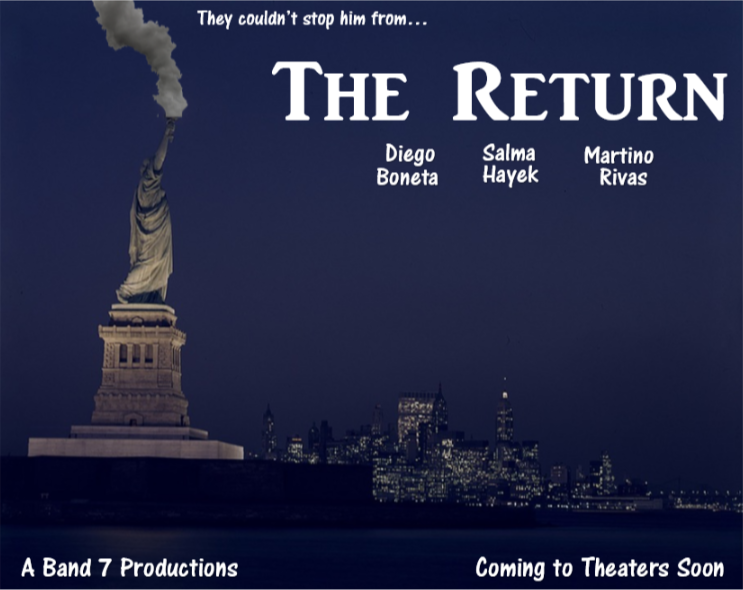 They couldn't stop him from...
The Return
Diego Boneta
Salma Hayek
Martino Rivas
A Band 7 Productions
Coming to Theaters Soon